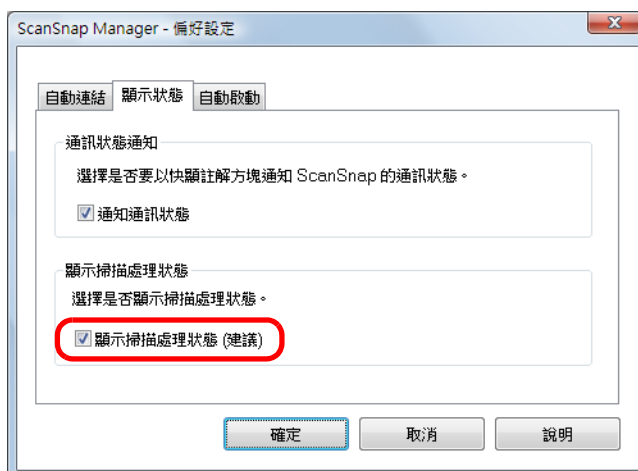 ScanSnap Manager - 偏好設定
自動連結 顯示狀態 自動啟動
通訊狀態通知
選擇是否要以快顯註解方塊通知 ScanSnap 的通訊狀態。
通知通訊狀態
顯示掃描處理狀態
選擇是否顯示掃描處理狀態。
顯示掃描處理狀態 (建議)
確定 取消 說明